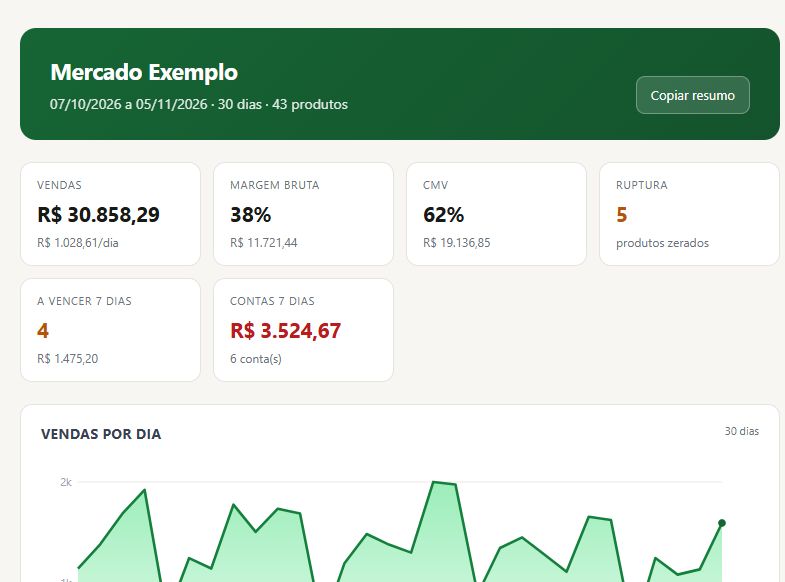 Mercado Exemplo
07/10/2026 a 05/11/2026 · 30 dias · 43 produtos
Copiar resumo
VENDAS
R$ 30.858,29
R$ 1.028,61/dia
MARGEM BRUTA
38%
R$ 11.721,44
CMV
62%
R$ 19.136,85
RUPTURA
5
produtos zerados
A VENCER 7 DIAS
4
R$ 1.475,20
CONTAS 7 DIAS
R$ 3.524,67
6 conta(s)
VENDAS POR DIA
30 dias
2k